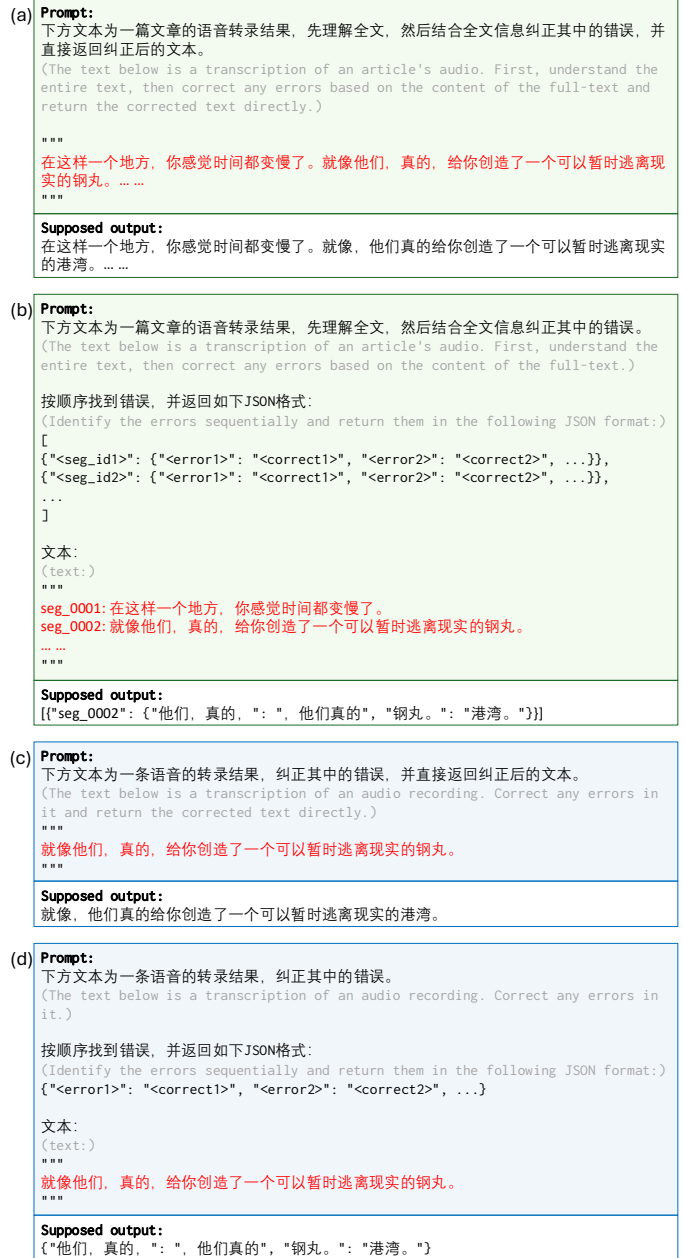 (a) Prompt:
下方文本为一篇文章的语音转录结果，先理解全文，然后结合全文信息纠正其中的错误，并
直接返回纠正后的文本。
(The text below is a transcription of an article's audio. First, understand the
entire text, then correct any errors based on the content of the full-text and
return the corrected text directly.)
"""
在这样一个地方，你感觉时间都变慢了。就像他们，真的，给你创造了一个可以暂时逃离现
实的钢丸。… …
"""
Supposed output:
在这样一个地方，你感觉时间都变慢了。就像，他们真的给你创造了一个可以暂时逃离现实
的港湾。… …
(b) Prompt:
下方文本为一篇文章的语音转录结果，先理解全文，然后结合全文信息纠正其中的错误。
(The text below is a transcription of an article's audio. First, understand the
entire text, then correct any errors based on the content of the full-text.)
按顺序找到错误，并返回如下JSON格式：
(Identify the errors sequentially and return them in the following JSON format:)
[
{"<seg_id1>": {"<error1>": "<correct1>", "<error2>": "<correct2>", ...}},
{"<seg_id2>": {"<error1>": "<correct1>", "<error2>": "<correct2>", ...}},
...
]
文本：
(text:)
"""
seg_0001: 在这样一个地方，你感觉时间都变慢了。
seg_0002: 就像他们，真的，给你创造了一个可以暂时逃离现实的钢丸。
… …
"""
Supposed output:
[{"seg_0002": {"他们，真的，": "，他们真的", "钢丸。": "港湾。"}}]
(c) Prompt:
下方文本为一条语音的转录结果，纠正其中的错误，并直接返回纠正后的文本。
(The text below is a transcription of an audio recording. Correct any errors in
it and return the corrected text directly.)
"""
就像他们，真的，给你创造了一个可以暂时逃离现实的钢丸。
"""
Supposed output:
就像，他们真的给你创造了一个可以暂时逃离现实的港湾。
(d) Prompt:
下方文本为一条语音的转录结果，纠正其中的错误。
(The text below is a transcription of an audio recording. Correct any errors in
it.)
按顺序找到错误，并返回如下JSON格式：
(Identify the errors sequentially and return them in the following JSON format:)
{"<error1>": "<correct1>", "<error2>": "<correct2>", ...}
文本：
(text:)
"""
就像他们，真的，给你创造了一个可以暂时逃离现实的钢丸。
"""
Supposed output:
{"他们，真的，": "，他们真的", "钢丸。": "港湾。"}